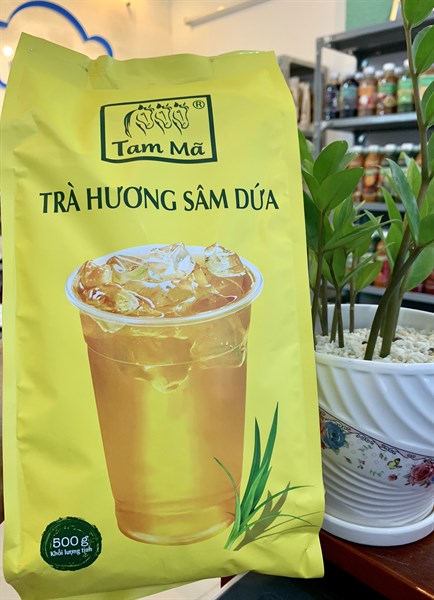 ®
Tam Mã
TRÀ HƯƠNG SÂM DỨA
500 g
Khối lượng tịnh